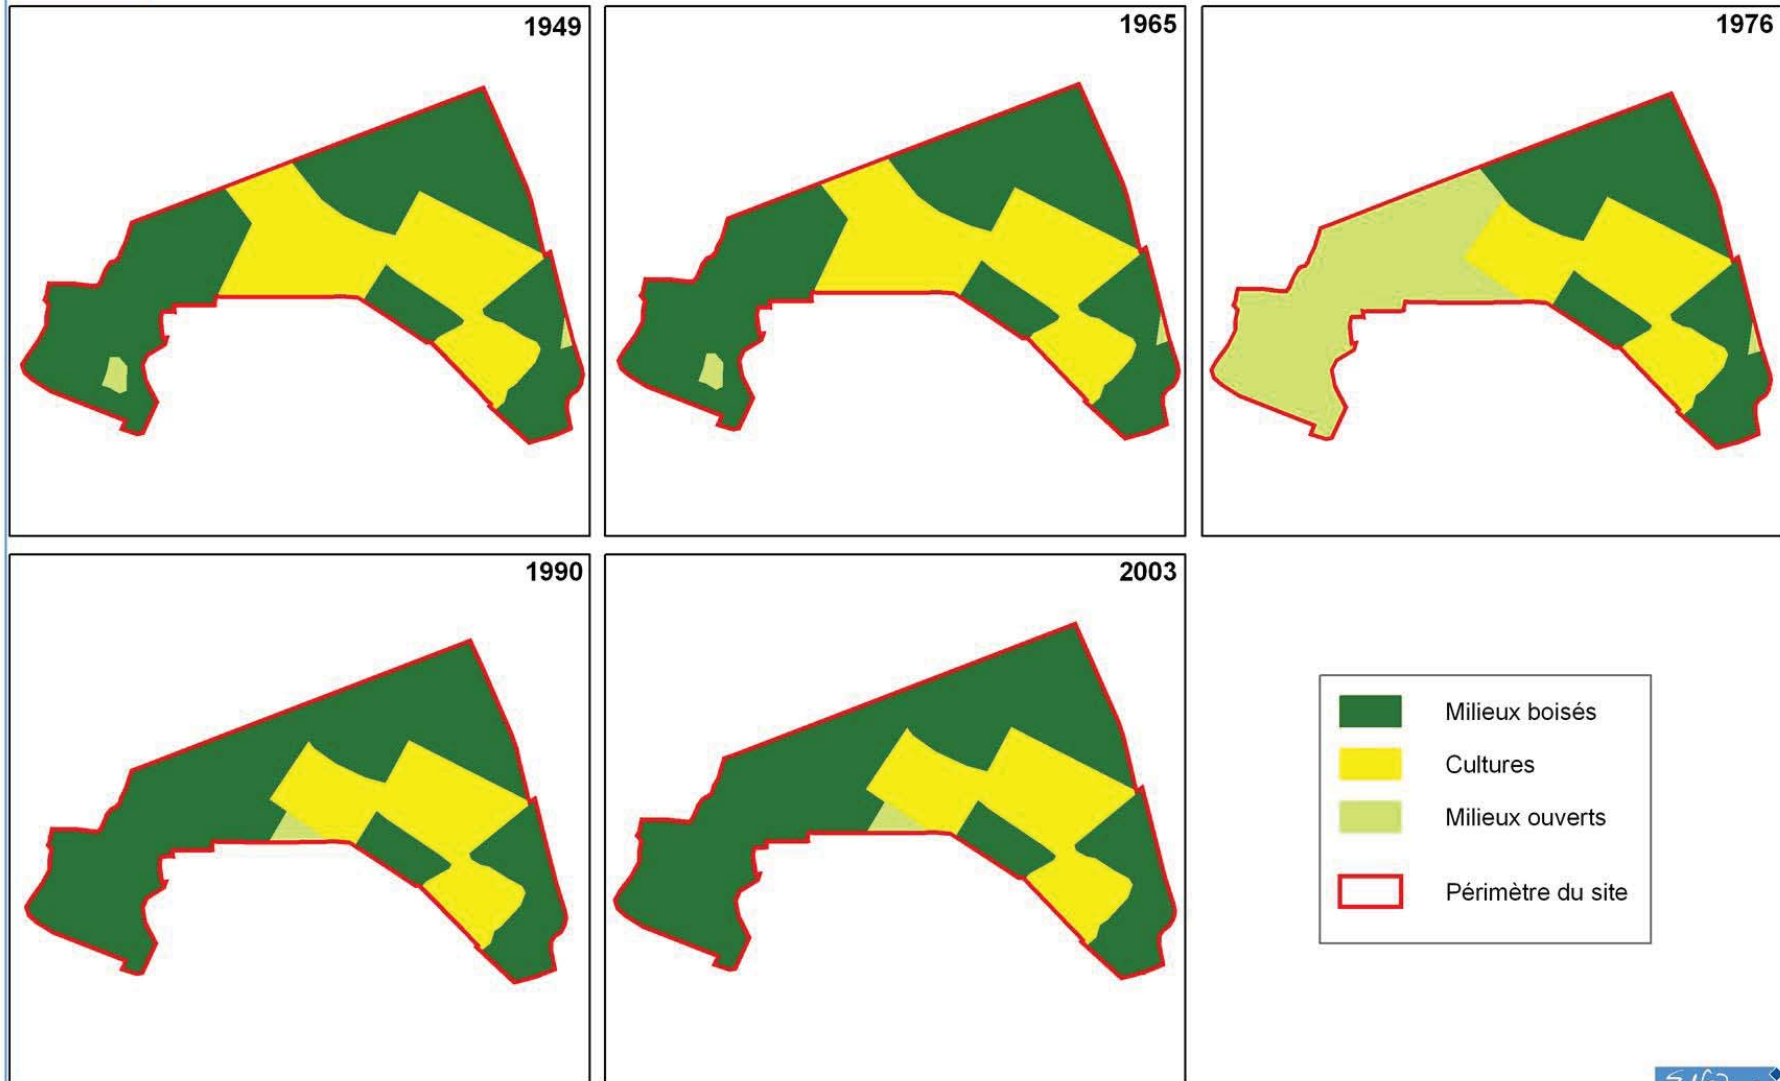 1949
1965
1976
1990
2003
Milieux boisés
Cultures
Milieux ouverts
Périmètre du site